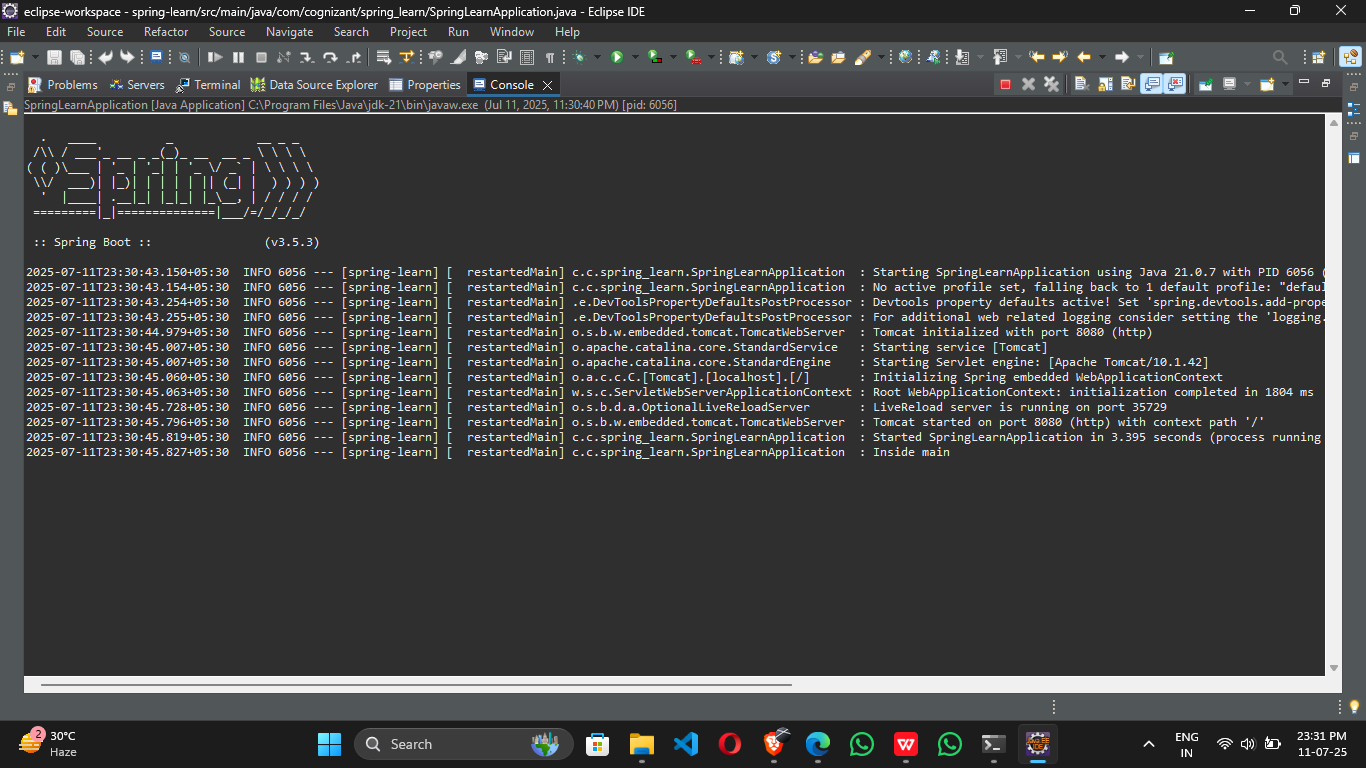 eclipse-workspace - spring-learn/src/main/java/com/cognizant/spring_learn/SpringLearnApplication.java - Eclipse IDE
File Edit Source Refactor Source Navigate Search Project Run Window Help
Problems Servers Terminal Data Source Explorer Properties Console
SpringLearnApplication [Java Application] C:\Program Files\Java\jdk-21\bin\javaw.exe (Jul 11, 2025, 11:30:40 PM) [pid: 6056]
Spring
:: Spring Boot :: (v3.5.3)
2025-07-11T23:30:43.150+05:30 INFO 6056 --- [spring-learn] [ restartedMain] c.c.spring_learn.SpringLearnApplication : Starting SpringLearnApplication using Java 21.0.7 with PID 6056 (
2025-07-11T23:30:43.154+05:30 INFO 6056 --- [spring-learn] [ restartedMain] c.c.spring_learn.SpringLearnApplication : No active profile set, falling back to 1 default profile: "defaul
2025-07-11T23:30:43.254+05:30 INFO 6056 --- [spring-learn] [ restartedMain] .e.DevToolsPropertyDefaultsPostProcessor : Devtools property defaults active! Set 'spring.devtools.add-prope
2025-07-11T23:30:43.255+05:30 INFO 6056 --- [spring-learn] [ restartedMain] .e.DevToolsPropertyDefaultsPostProcessor : For additional web related logging consider setting the 'logging.
2025-07-11T23:30:44.979+05:30 INFO 6056 --- [spring-learn] [ restartedMain] o.s.b.w.embedded.tomcat.TomcatWebServer : Tomcat initialized with port 8080 (http)
2025-07-11T23:30:45.007+05:30 INFO 6056 --- [spring-learn] [ restartedMain] o.apache.catalina.core.StandardService : Starting service [Tomcat]
2025-07-11T23:30:45.007+05:30 INFO 6056 --- [spring-learn] [ restartedMain] o.apache.catalina.core.StandardEngine : Starting Servlet engine: [Apache Tomcat/10.1.42]
2025-07-11T23:30:45.060+05:30 INFO 6056 --- [spring-learn] [ restartedMain] o.a.c.c.C.[Tomcat].[localhost].[/] : Initializing Spring embedded WebApplicationContext
2025-07-11T23:30:45.063+05:30 INFO 6056 --- [spring-learn] [ restartedMain] w.s.c.ServletWebServerApplicationContext : Root WebApplicationContext: initialization completed in 1804 ms
2025-07-11T23:30:45.728+05:30 INFO 6056 --- [spring-learn] [ restartedMain] o.s.b.d.a.OptionalLiveReloadServer : LiveReload server is running on port 35729
2025-07-11T23:30:45.796+05:30 INFO 6056 --- [spring-learn] [ restartedMain] o.s.b.w.embedded.tomcat.TomcatWebServer : Tomcat started on port 8080 (http) with context path '/'
2025-07-11T23:30:45.819+05:30 INFO 6056 --- [spring-learn] [ restartedMain] c.c.spring_learn.SpringLearnApplication : Started SpringLearnApplication in 3.395 seconds (process running
2025-07-11T23:30:45.827+05:30 INFO 6056 --- [spring-learn] [ restartedMain] c.c.spring_learn.SpringLearnApplication : Inside main
2
30°C
Haze
Search
ENG
IN
23:31 PM
11-07-25